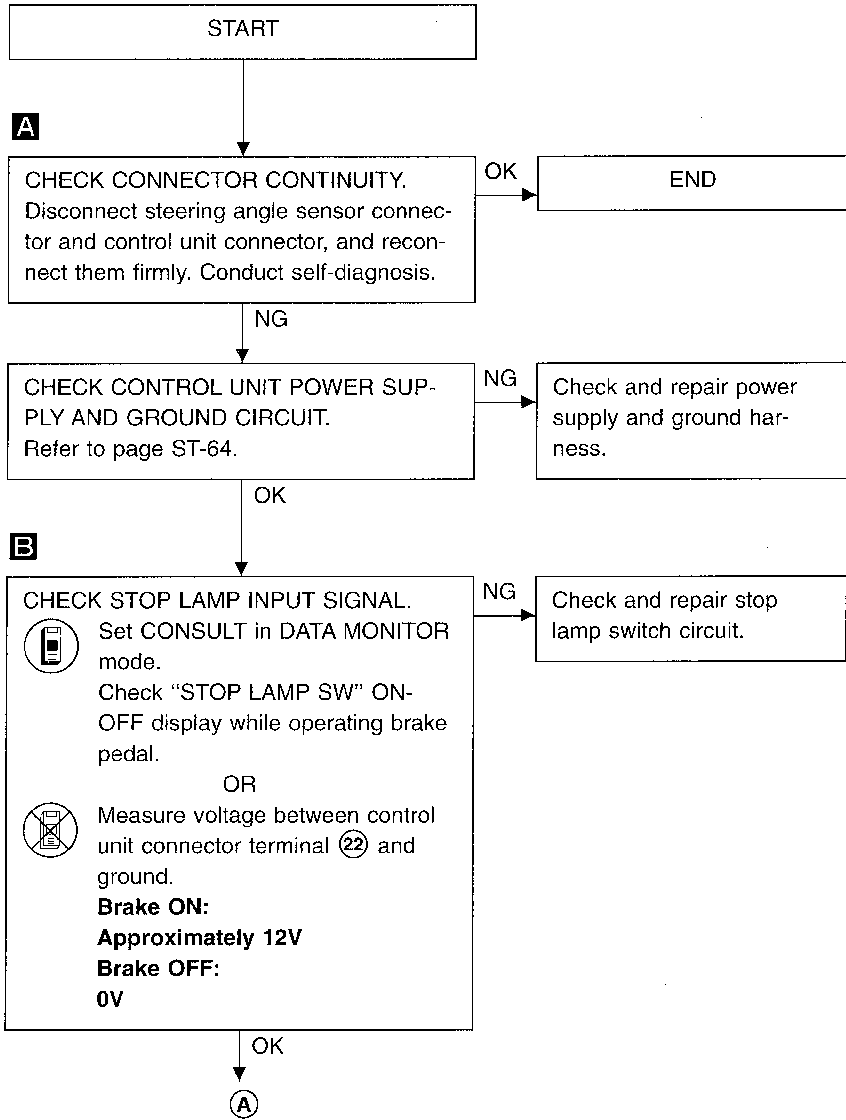 START
A
CHECK CONNECTOR CONTINUITY.
Disconnect steering angle sensor connec-
tor and control unit connector, and recon-
nect them firmly. Conduct self-diagnosis.
OK
END
NG
CHECK CONTROL UNIT POWER SUP-
PLY AND GROUND CIRCUIT.
Refer to page ST-64.
NG
Check and repair power
supply and ground har-
ness.
OK
B
CHECK STOP LAMP INPUT SIGNAL.
Set CONSULT in DATA MONITOR
mode.
Check “STOP LAMP SW” ON-
OFF display while operating brake
pedal.
OR
Measure voltage between control
unit connector terminal 22 and
ground.
Brake ON:
Approximately 12V
Brake OFF:
0V
NG
Check and repair stop
lamp switch circuit.
OK
A